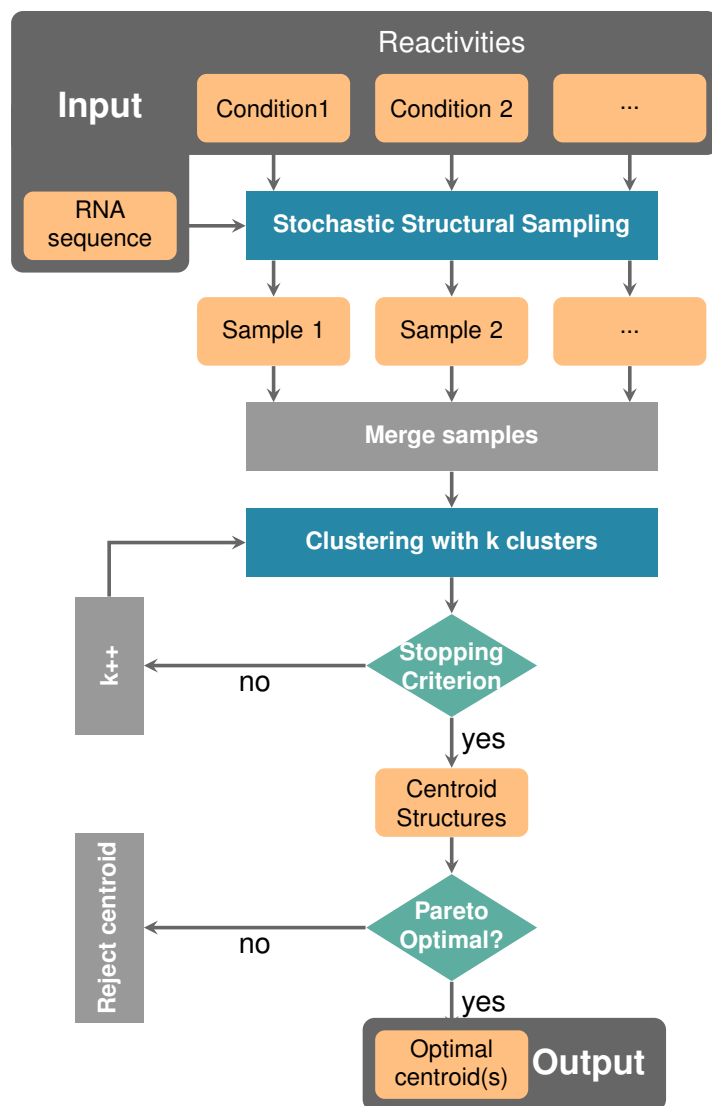 Reactivities
Input
Condition1
Condition 2
...
RNA
sequence
Stochastic Structural Sampling
Sample 1
Sample 2
...
Merge samples
Clustering with k clusters
k++
no
Stopping
Criterion
yes
Centroid
Structures
Reject centroid
no
Pareto
Optimal?
yes
Optimal
centroid(s)
Output